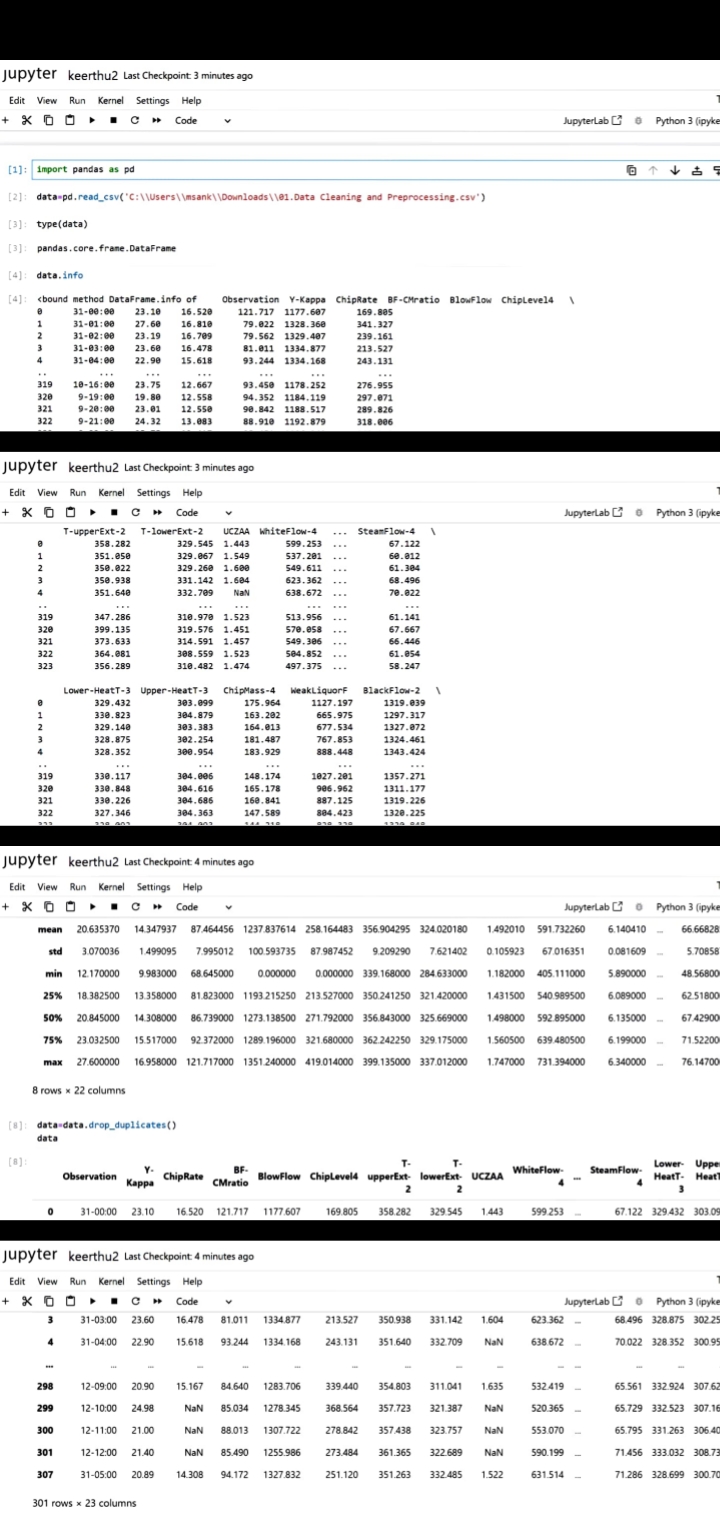 jupyter keerthu2 Last Checkpoint: 3 minutes ago
Edit View Run Kernel Settings Help
Code JupyterLab Python 3 (ipyke
[1]: import pandas as pd
[2]: data=pd.read_csv('C:\\Users\\msank\\Downloads\\01.Data Cleaning and Preprocessing.csv')
[3]: type(data)
[3]: pandas.core.frame.DataFrame
[4]: data.info
[4]: <bound method DataFrame.info of Observation Y-Kappa ChipRate BF-CMratio BlowFlow ChipLevel4 \
0 31-00:00 23.10 16.520 121.717 1177.607 169.805
1 31-01:00 27.60 16.810 79.022 1328.360 341.327
2 31-02:00 23.19 16.709 79.562 1329.407 239.161
3 31-03:00 23.60 16.478 81.011 1334.877 213.527
4 31-04:00 22.90 15.618 93.244 1334.168 243.131
.. ... ... ... ... ... ...
319 10-16:00 23.75 12.667 93.450 1178.252 276.955
320 9-19:00 19.80 12.558 94.352 1184.119 297.071
321 9-20:00 23.01 12.550 90.842 1188.517 289.826
322 9-21:00 24.32 13.083 88.910 1192.879 318.006
jupyter keerthu2 Last Checkpoint: 3 minutes ago
Edit View Run Kernel Settings Help
Code JupyterLab Python 3 (ipyke
T-upperExt-2 T-lowerExt-2 UCZAA WhiteFlow-4 ... SteamFlow-4 \
0 358.282 329.545 1.443 599.253 ... 67.122
1 351.050 329.067 1.549 537.201 ... 60.012
2 350.022 329.260 1.600 549.611 ... 61.304
3 350.938 331.142 1.604 623.362 ... 68.496
4 351.640 332.709 NaN 638.672 ... 70.022
.. ... ... ... ... ... ...
319 347.286 310.970 1.523 513.956 ... 61.141
320 399.135 319.576 1.451 570.058 ... 67.667
321 373.633 314.591 1.457 549.306 ... 66.446
322 364.081 308.559 1.523 504.852 ... 61.054
323 356.289 310.482 1.474 497.375 ... 58.247
Lower-HeatT-3 Upper-HeatT-3 ChipMass-4 WeakLiquorF BlackFlow-2 \
0 329.432 303.099 175.964 1127.197 1319.039
1 330.823 304.879 163.202 665.975 1297.317
2 329.140 303.383 164.013 677.534 1327.072
3 328.875 302.254 181.487 767.853 1324.461
4 328.352 300.954 183.929 888.448 1343.424
.. ... ... ... ... ...
319 330.117 304.006 148.174 1027.201 1357.271
320 330.848 304.616 165.178 906.962 1311.177
321 330.226 304.686 160.841 887.125 1319.226
322 327.346 304.363 147.589 804.423 1320.225
jupyter keerthu2 Last Checkpoint: 4 minutes ago
Edit View Run Kernel Settings Help
Code JupyterLab Python 3 (ipyke
mean 20.635370 14.347937 87.464456 1237.837614 258.164483 356.904295 324.020180 1.492010 591.732260 6.140410 ... 66.66828
std 3.070036 1.499095 7.995012 100.593735 87.987452 9.209290 7.621402 0.105923 67.016351 0.081609 ... 5.70858
min 12.170000 9.983000 68.645000 0.000000 0.000000 339.168000 284.633000 1.182000 405.111000 5.890000 ... 48.56800
25% 18.382500 13.358000 81.823000 1193.215250 213.527000 350.241250 321.420000 1.431500 540.989500 6.089000 ... 62.51800
50% 20.845000 14.308000 86.739000 1273.138500 271.792000 356.843000 325.669000 1.498000 592.895000 6.135000 ... 67.42900
75% 23.032500 15.517000 92.372000 1289.196000 321.680000 362.242250 329.175000 1.560500 639.480500 6.199000 ... 71.52200
max 27.600000 16.958000 121.717000 1351.240000 419.014000 399.135000 337.012000 1.747000 731.394000 6.340000 ... 76.14700
8 rows × 22 columns
[8]: data=data.drop_duplicates()
data
[8]:
Observation Y-Kappa ChipRate BF-CMratio BlowFlow ChipLevel4 T-upperExt-2 T-lowerExt-2 UCZAA WhiteFlow-4 ... SteamFlow-4 Lower-HeatT-3 Uppe HeatT
0 31-00:00 23.10 16.520 121.717 1177.607 169.805 358.282 329.545 1.443 599.253 ... 67.122 329.432 303.09
jupyter keerthu2 Last Checkpoint: 4 minutes ago
Edit View Run Kernel Settings Help
Code JupyterLab Python 3 (ipyke
3 31-03:00 23.60 16.478 81.011 1334.877 213.527 350.938 331.142 1.604 623.362 ... 68.496 328.875 302.25
4 31-04:00 22.90 15.618 93.244 1334.168 243.131 351.640 332.709 NaN 638.672 ... 70.022 328.352 300.95
... ... ... ... ... ... ... ... ... ... ... ... ... ...
298 12-09:00 20.90 15.167 84.640 1283.706 339.440 354.803 311.041 1.635 532.419 ... 65.561 332.924 307.62
299 12-10:00 24.98 NaN 85.034 1278.345 368.564 357.723 321.387 NaN 520.365 ... 65.729 332.523 307.16
300 12-11:00 21.00 NaN 88.013 1307.722 278.842 357.438 323.757 NaN 553.070 ... 65.795 331.263 306.40
301 12-12:00 21.40 NaN 85.490 1255.986 273.484 361.365 322.689 NaN 590.199 ... 71.456 333.032 308.73
307 31-05:00 20.89 14.308 94.172 1327.832 251.120 351.263 332.485 1.522 631.514 ... 71.286 328.699 300.70
301 rows × 23 columns